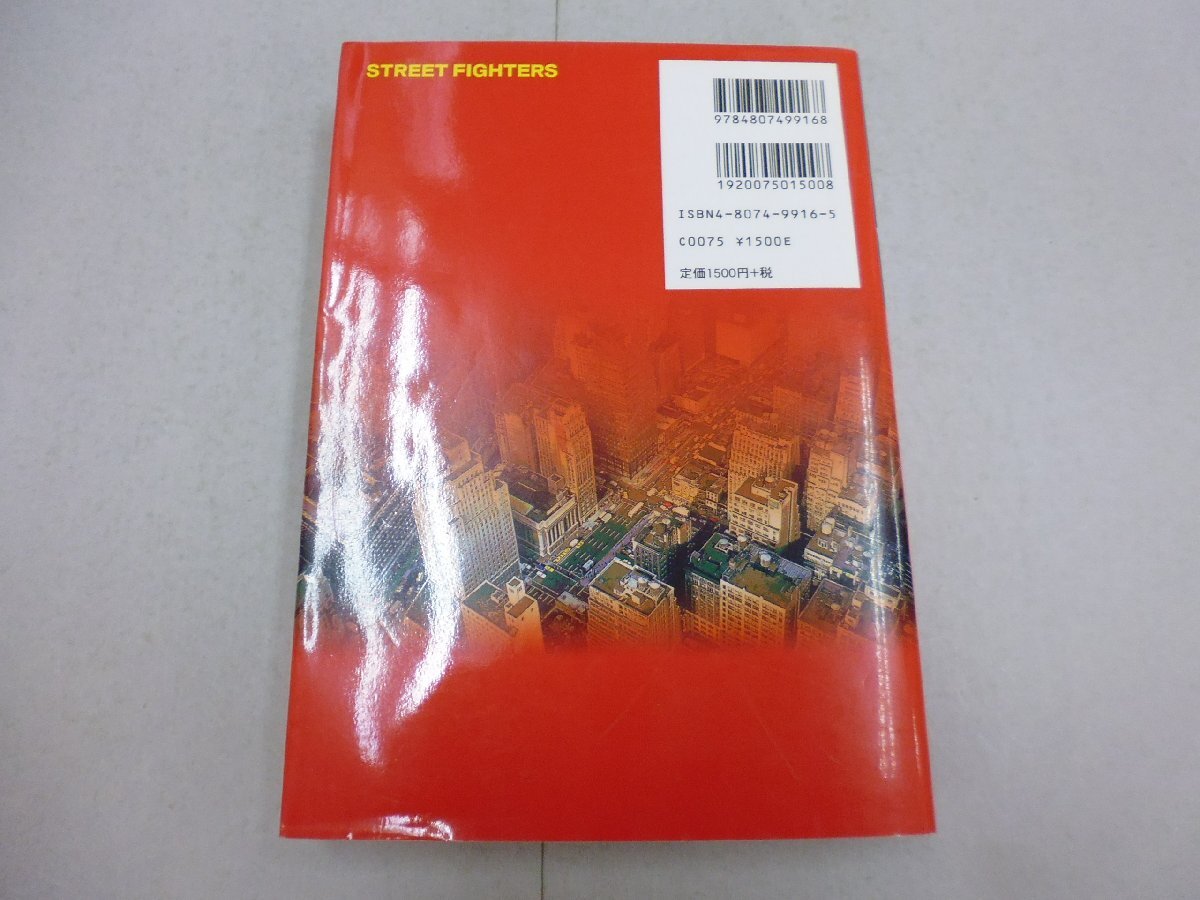 STREET FIGHTERS
9784807499168
1920075015008
ISBN4-8074-9916-5
C0075 ¥1500E
定価1500円+税